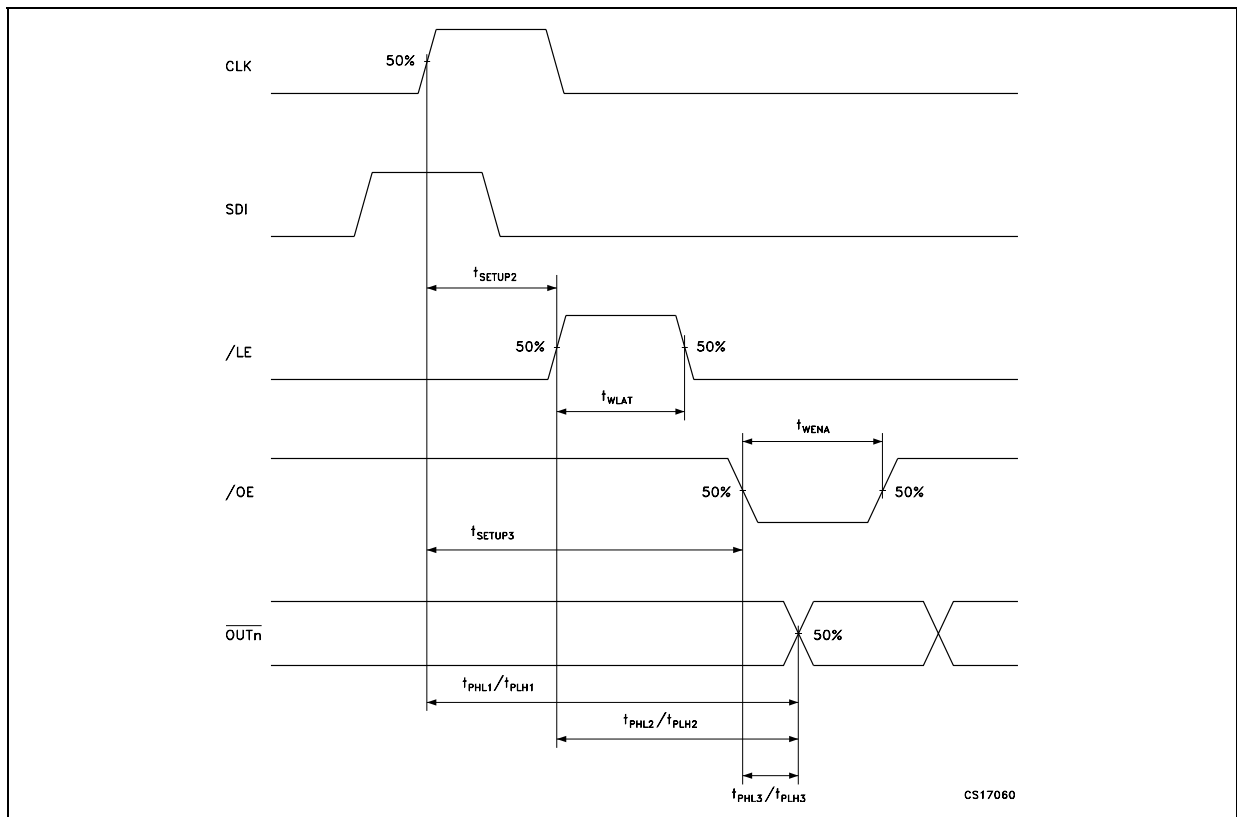 CLK
50%
SDI
tSETUP2
/LE
50%
50%
tWLAT
tWENA
/OE
50%
50%
tSETUP3
OUTn
50%
tPHL1/tPLH1
tPHL2/tPLH2
tPHL3/tPLH3
CS17060